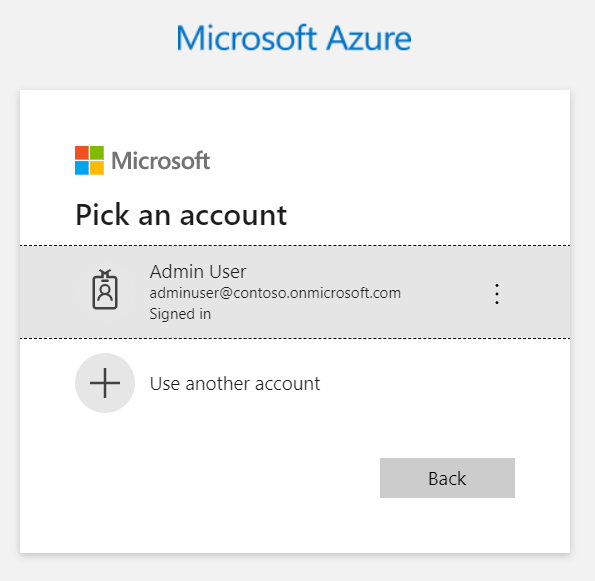 Microsoft Azure
Microsoft
Pick an account
Admin User
adminuser@contoso.onmicrosoft.com
Signed in
Use another account
Back